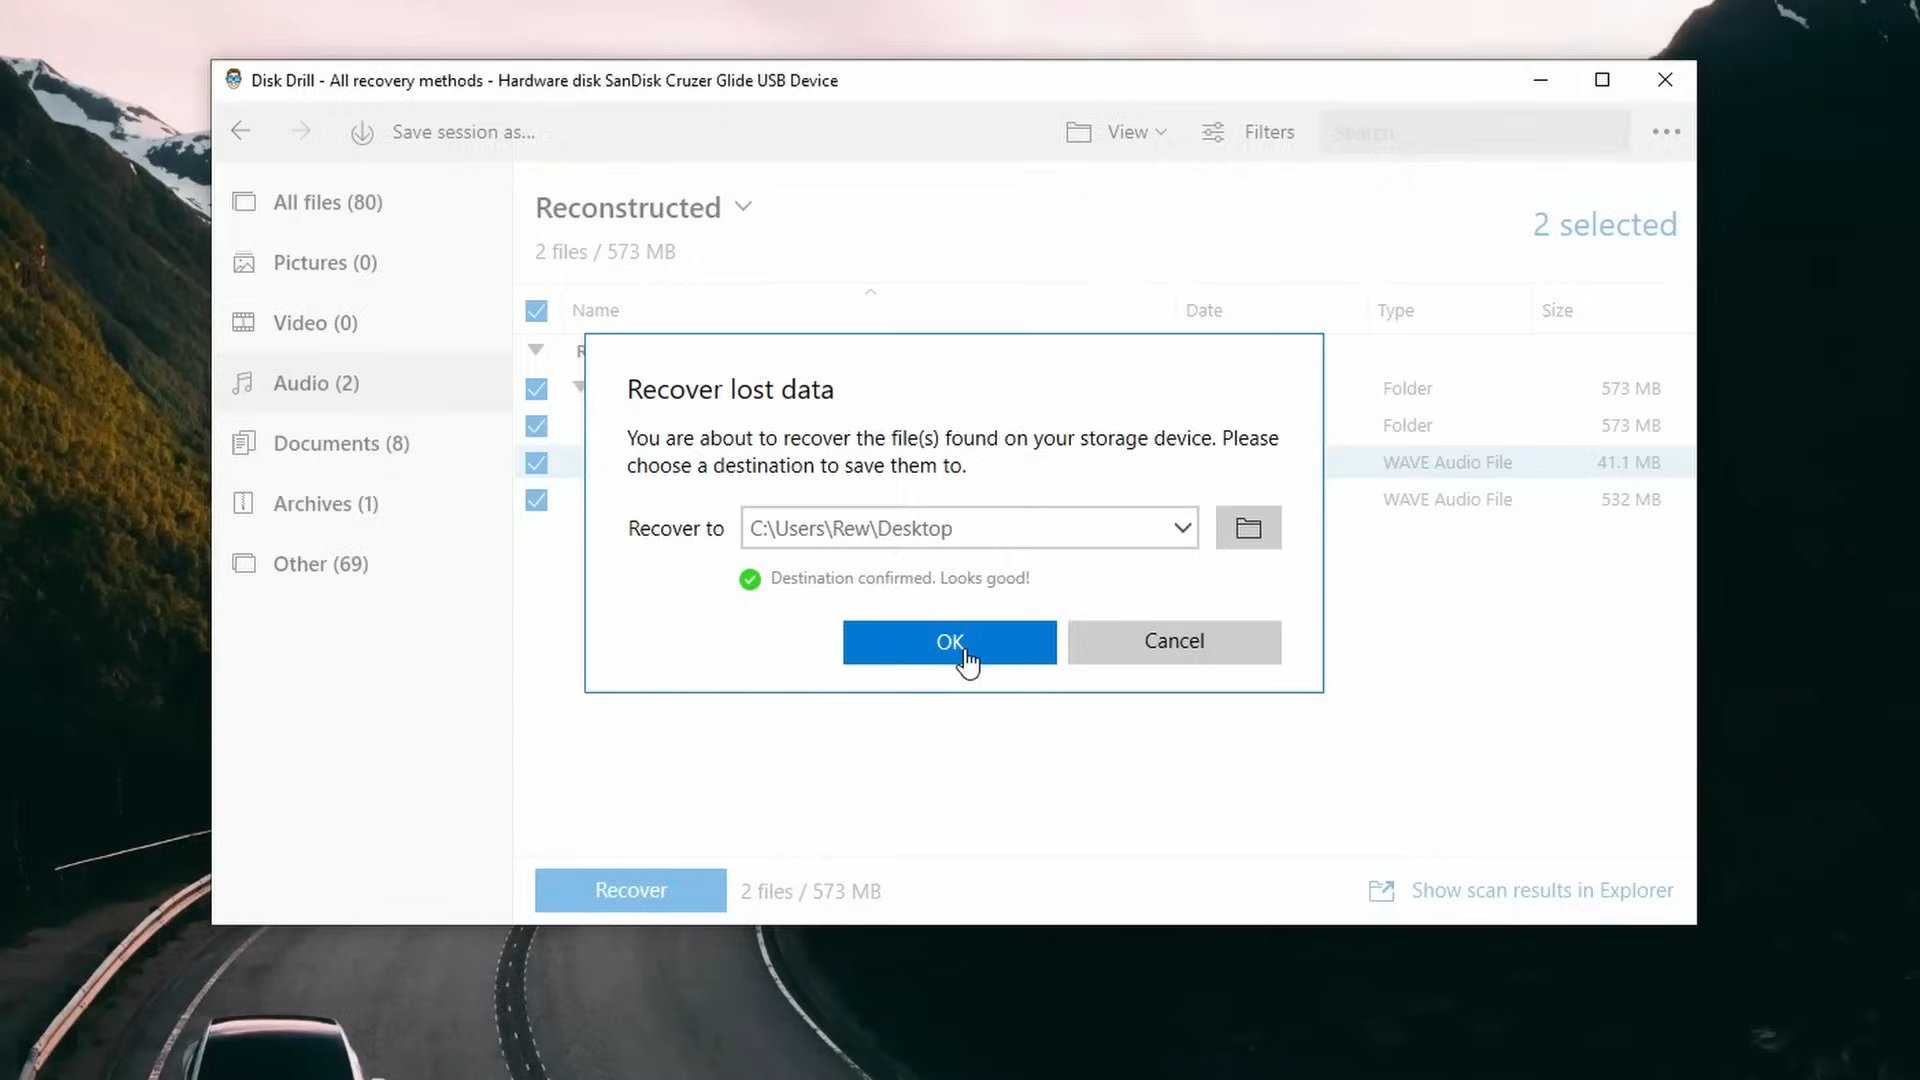 Disk Drill - All recovery methods - Hardware disk SanDisk Cruzer Glide USB Device
Save session as...
View
Filters
Search
All files (80)
Pictures (0)
Video (0)
Audio (2)
Documents (8)
Archives (1)
Other (69)
Reconstructed
2 files / 573 MB
2 selected
Name
Date
Type
Size
R
Folder
573 MB
Folder
573 MB
WAVE Audio File
41.1 MB
WAVE Audio File
532 MB
Recover lost data
You are about to recover the file(s) found on your storage device. Please
choose a destination to save them to.
Recover to
C:\Users\Rew\Desktop
Destination confirmed. Looks good!
OK
Cancel
Recover
2 files / 573 MB
Show scan results in Explorer